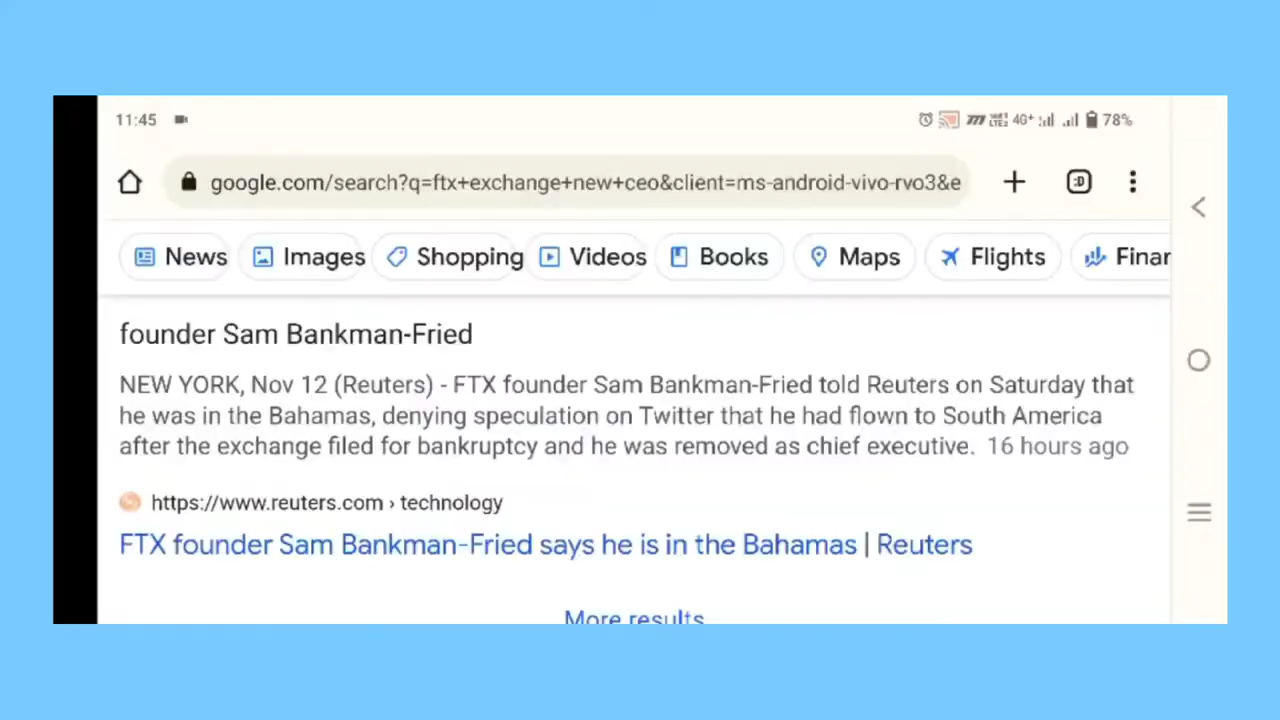 11:45 4G+ 78%
google.com/search?q=ftx+exchange+new+ceo&client=ms-android-vivo-rvo3&e
:D
News Images Shopping Videos Books Maps Flights Finar
founder Sam Bankman-Fried
NEW YORK, Nov 12 (Reuters) - FTX founder Sam Bankman-Fried told Reuters on Saturday that
he was in the Bahamas, denying speculation on Twitter that he had flown to South America
after the exchange filed for bankruptcy and he was removed as chief executive. 16 hours ago
https://www.reuters.com › technology
FTX founder Sam Bankman-Fried says he is in the Bahamas | Reuters
More results